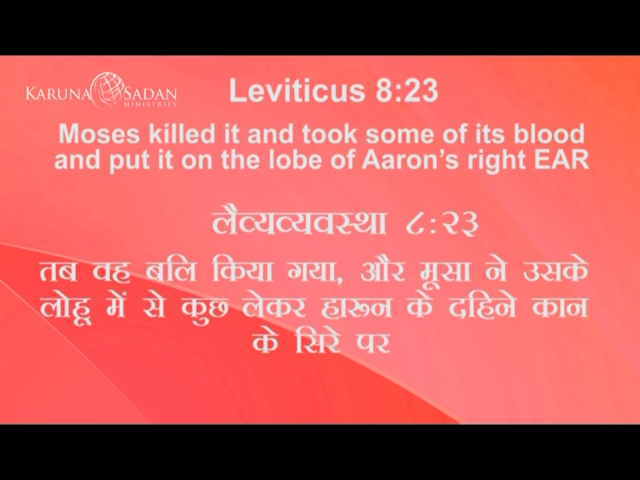 KARUNA SADAN
MINISTRIES
Leviticus 8:23
Moses killed it and took some of its blood
and put it on the lobe of Aaron's right EAR
लैव्यव्यवस्था ८:२३
तब वह बलि किया गया, और मूसा ने उसके
लोहू में से कुछ लेकर हारून के दहिने कान
के सिरे पर